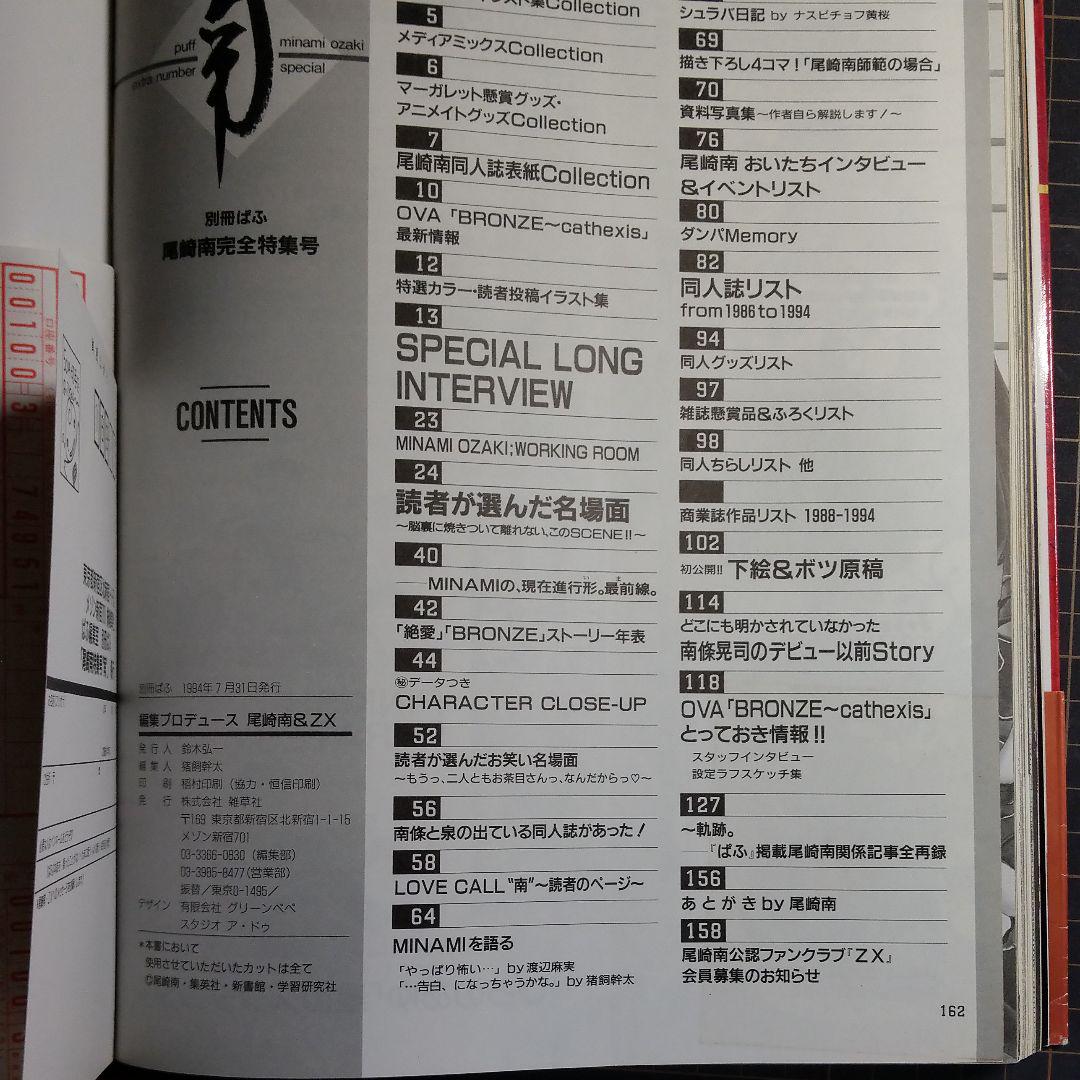 司
puff
extra number
minami ozaki
special
別冊ぱふ
尾崎南完全特集号
CONTENTS
別冊ぱふ 1994年7月31日発行
編集プロデュース 尾崎南&ZX
発行人 鈴木弘一
編集人 猪飼幹太
印刷 稲村印刷(協力・恒信印刷)
発行 株式会社 雑草社
〒169 東京都新宿区北新宿1-1-15
メゾン新宿701
03-3366-0830(編集部)
03-3985-8477(営業部)
振替/東京0-1495/
デザイン 有限会社 グリーンペペ
スタジオ ア・ドゥ
*本書において
使用させていただいたカットは全て
©尾崎南・集英社・新書館・学習研究社
スト集Collection
5
メディアミックスCollection
6
マーガレット懸賞グッズ・
アニメイトグッズCollection
7
尾崎南同人誌表紙Collection
10
OVA「BRONZE～cathexis」
最新情報
12
特選カラー・読者投稿イラスト集
13
SPECIAL LONG
INTERVIEW
23
MINAMI OZAKI;WORKING ROOM
24
読者が選んだ名場面
～脳裏に焼きついて離れない、このSCENE!!～
40
——MINAMIの、現在進行形。最前線。
42
「絶愛」「BRONZE」ストーリー年表
44
㊙データつき
CHARACTER CLOSE-UP
52
読者が選んだお笑い名場面
～もうっ、二人ともお茶目さんっ、なんだからっ♡～
56
南條と泉の出ている同人誌があった!
58
LOVE CALL“南”～読者のページ～
64
MINAMIを語る
「やっぱり怖い…」by 渡辺麻実
「…告白、になっちゃうかな。」by 猪飼幹太
シュラバ日記 by ナスビチョフ黄桜
69
描き下ろし4コマ!「尾崎南師範の場合」
70
資料写真集～作者自ら解説します!～
76
尾崎南 おいたちインタビュー
&イベントリスト
80
ダンパMemory
82
同人誌リスト
from 1986 to 1994
94
同人グッズリスト
97
雑誌懸賞品&ふろくリスト
98
同人ちらしリスト 他
商業誌作品リスト 1988-1994
102
初公開!! 下絵&ボツ原稿
114
どこにも明かされていなかった
南條晃司のデビュー以前Story
118
OVA「BRONZE～cathexis」
とっておき情報!!
スタッフインタビュー
設定ラフスケッチ集
127
～軌跡。
——『ぱふ』掲載尾崎南関係記事全再録
156
あとがき by 尾崎南
158
尾崎南公認ファンクラブ『ZX』
会員募集のお知らせ
162